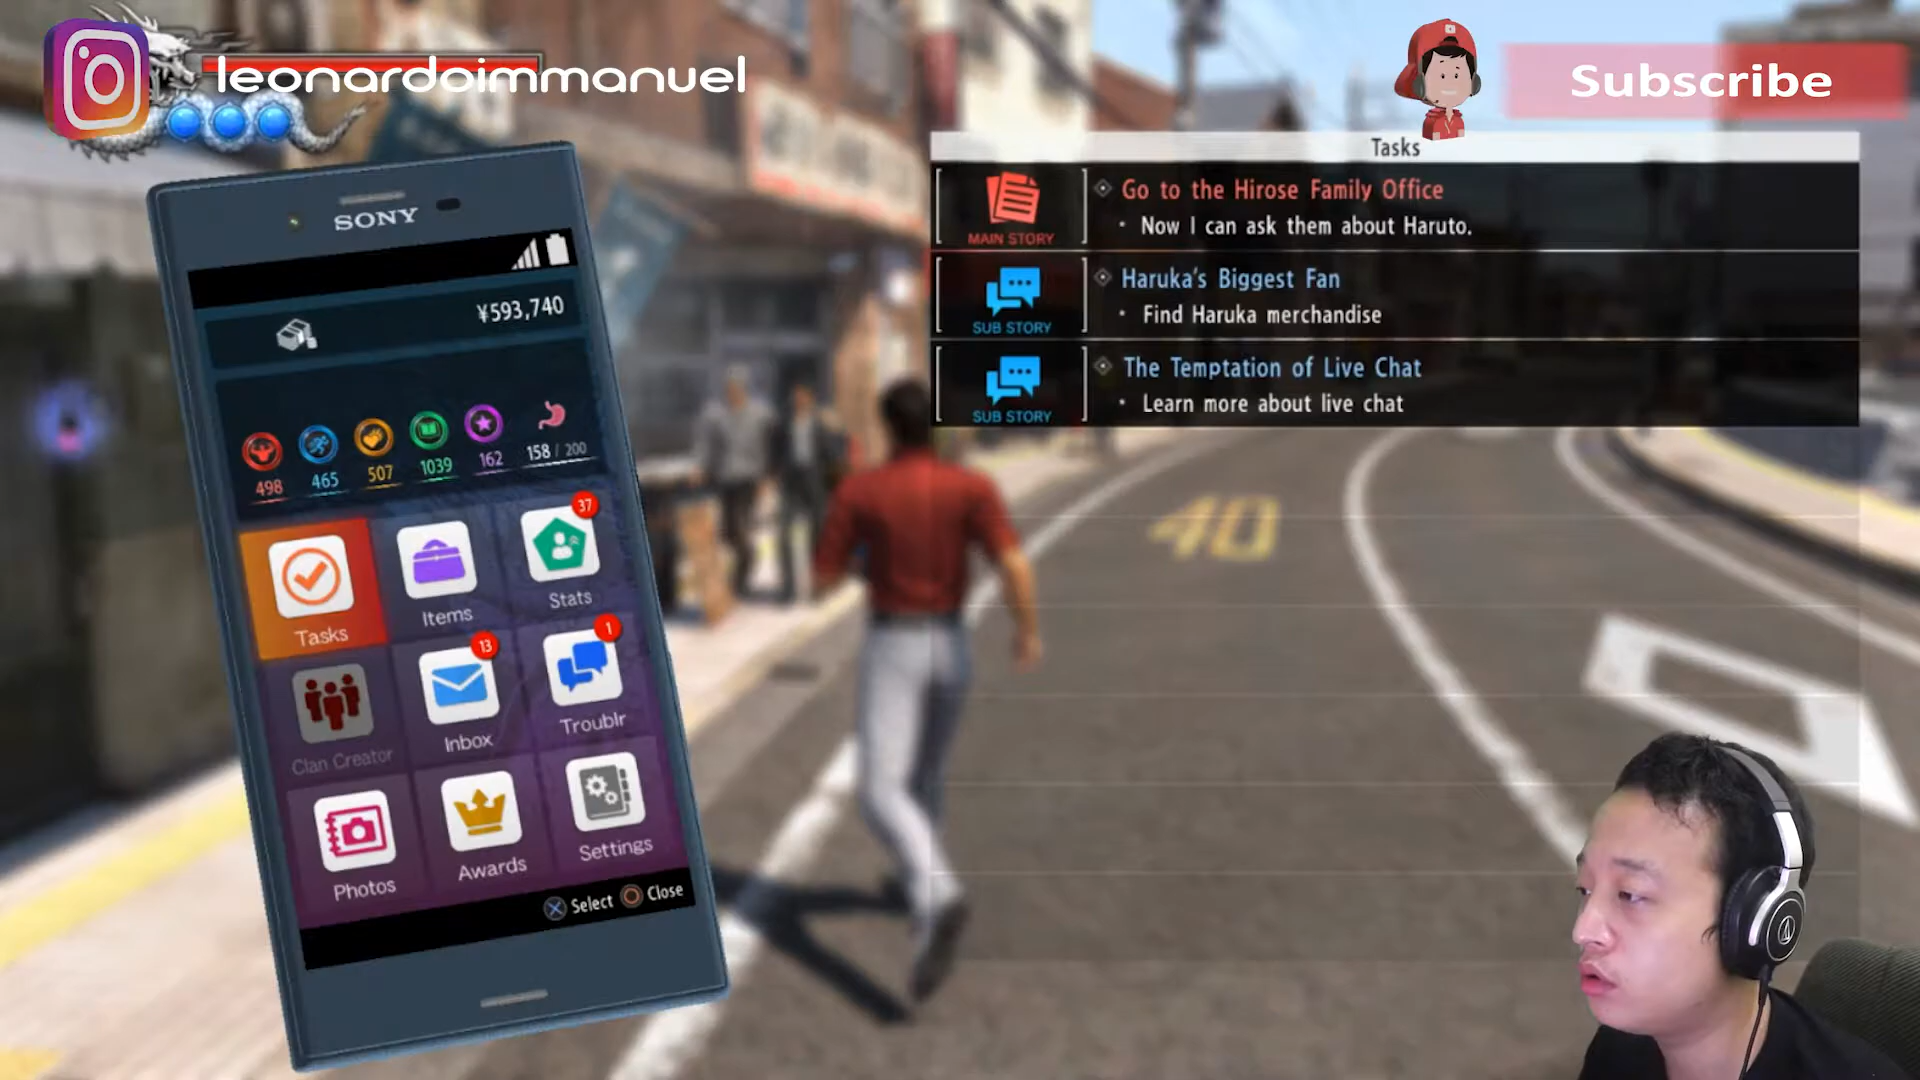 leonardoimmanuel
Subscribe
SONY
¥593,740
498
465
507
1039
162
158 / 200
Tasks
Items
37
Stats
Clan Creator
13
Inbox
1
Troublr
Photos
Awards
Settings
Select
Close
Tasks
MAIN STORY
Go to the Hirose Family Office
・ Now I can ask them about Haruto.
SUB STORY
Haruka's Biggest Fan
・ Find Haruka merchandise
SUB STORY
The Temptation of Live Chat
・ Learn more about live chat
40